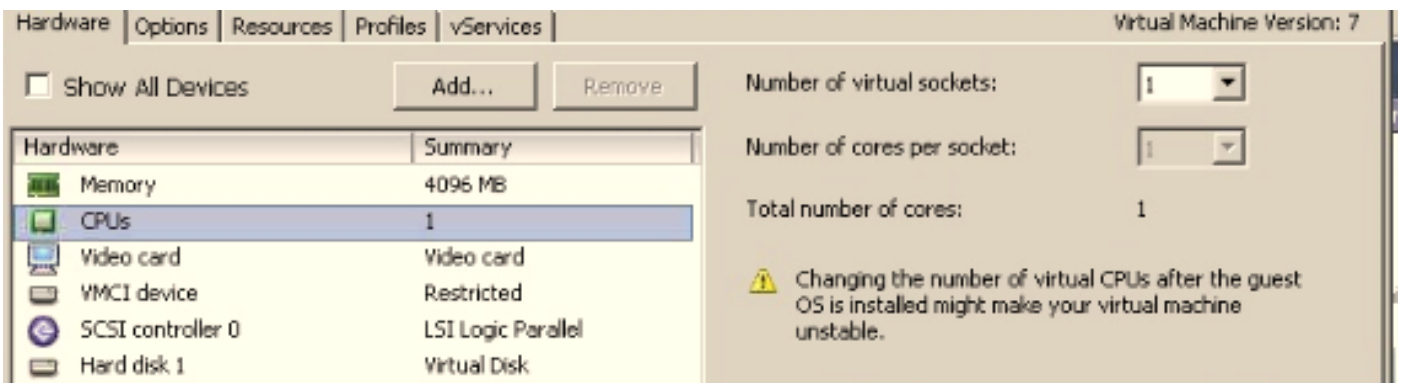 Hardware Options Resources Profiles vServices Virtual Machine Version: 7
Show All Devices Add... Remove
Hardware Summary
Memory 4096 MB
CPUs 1
Video card Video card
VMCI device Restricted
SCSI controller 0 LSI Logic Parallel
Hard disk 1 Virtual Disk
Number of virtual sockets: 1
Number of cores per socket: 1
Total number of cores: 1
Changing the number of virtual CPUs after the guest
OS is installed might make your virtual machine
unstable.